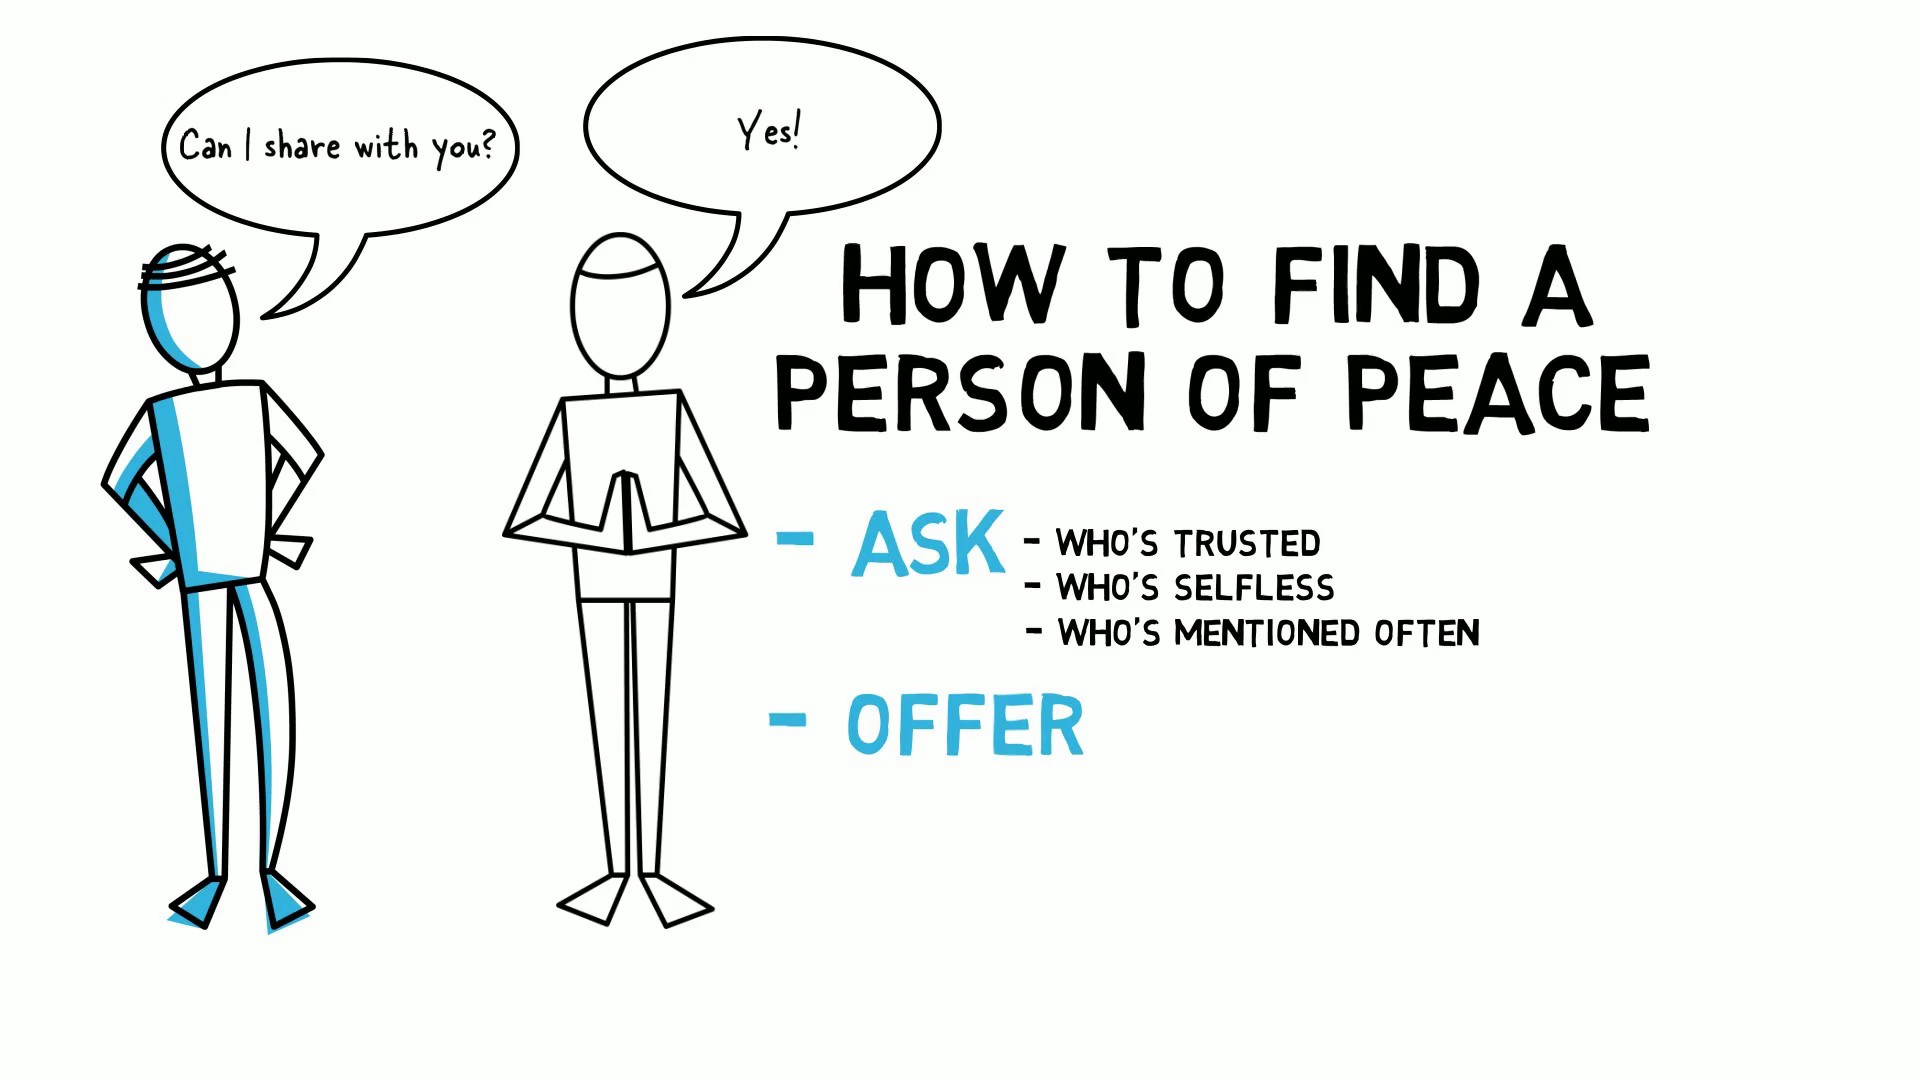 Can I share with you?
Yes!
HOW TO FIND A
PERSON OF PEACE
- ASK
- WHO'S TRUSTED
- WHO'S SELFLESS
- WHO'S MENTIONED OFTEN
- OFFER